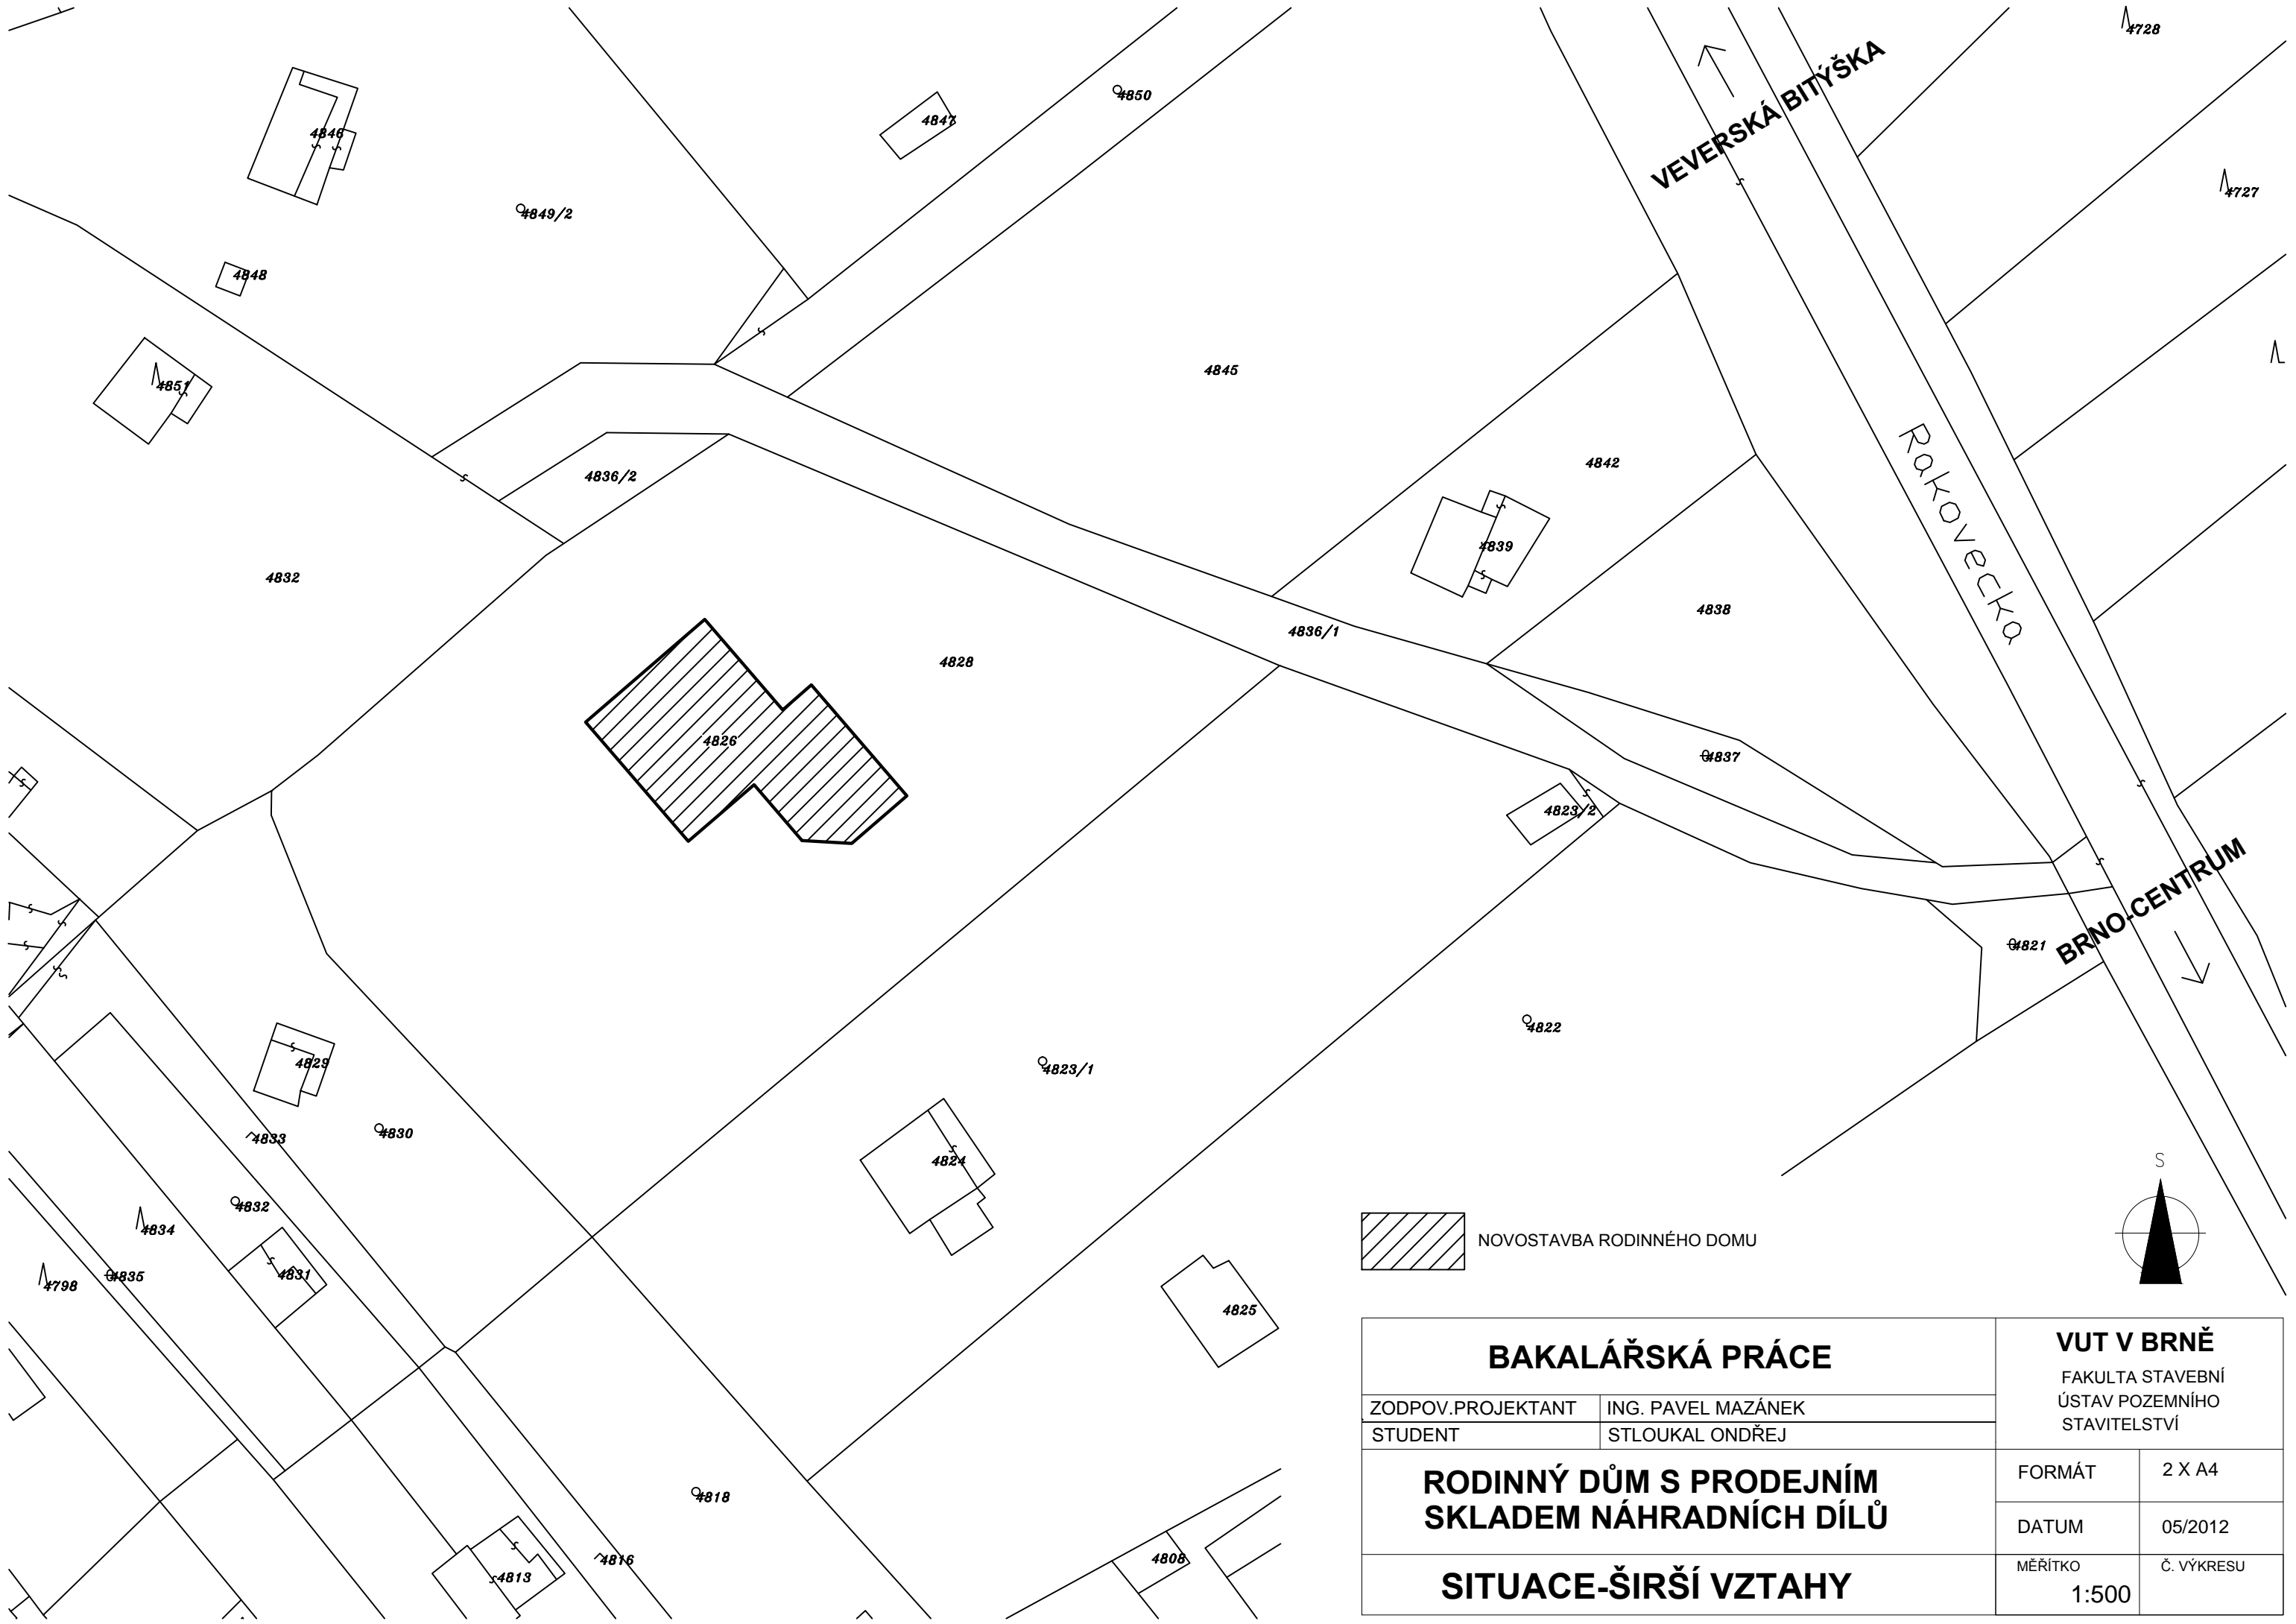 4728
4850
4847
4846
VEVERSKÁ BITÝŠKA
4727
4849/2
4848
4851
4845
4842
4836/2
Rakovecká
4839
4832
4838
4836/1
4828
4826
4837
4823/2
BRNO-CENTRUM
4821
4822
4829
4823/1
4830
4833
4824
4832
4834
4831
4835
4798
4825
4818
4816
4813
4808
S
NOVOSTAVBA RODINNÉHO DOMU
BAKALÁŘSKÁ PRÁCE
VUT V BRNĚ
FAKULTA STAVEBNÍ
ÚSTAV POZEMNÍHO
STAVITELSTVÍ
ZODPOV.PROJEKTANT ING. PAVEL MAZÁNEK
STUDENT STLOUKAL ONDŘEJ
RODINNÝ DŮM S PRODEJNÍM
SKLADEM NÁHRADNÍCH DÍLŮ
FORMÁT 2 X A4
DATUM 05/2012
SITUACE-ŠIRŠÍ VZTAHY
MĚŘÍTKO Č. VÝKRESU
1:500